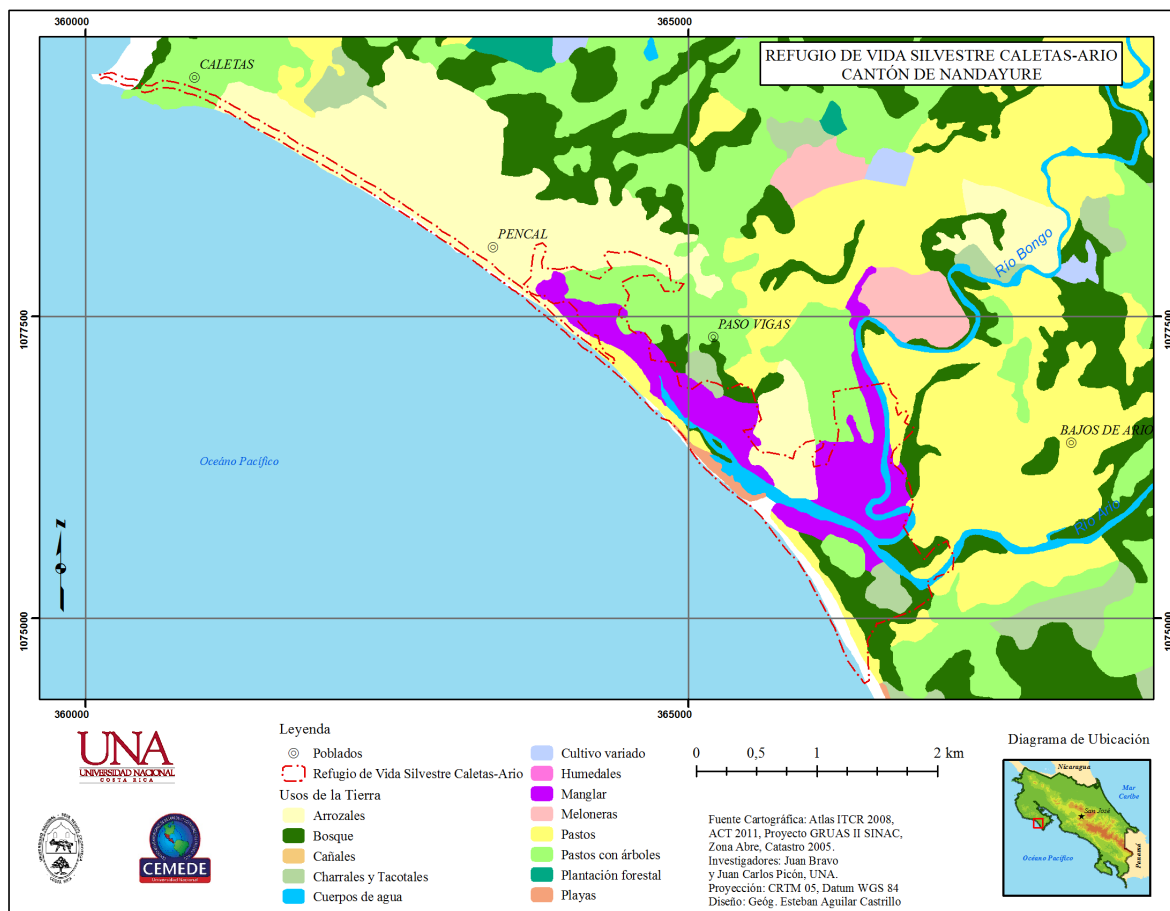 360000
365000
REFUGIO DE VIDA SILVESTRE CALETAS-ARIO
CANTÓN DE NANDAYURE
CALETAS
PENCAL
Río Bongo
1077500
1077500
PASO VIGAS
BAJOS DE ARIO
Oceáno Pacífico
Río Ario
Z
1075000
1075000
360000
365000
UNA
UNIVERSIDAD NACIONAL
COSTA RICA
CEMEDE
Universidad Nacional
Leyenda
Poblados
Refugio de Vida Silvestre Caletas-Ario
Usos de la Tierra
Arrozales
Bosque
Cañales
Charrales y Tacotales
Cuerpos de agua
Cultivo variado
Humedales
Manglar
Meloneras
Pastos
Pastos con árboles
Plantación forestal
Playas
0 0,5 1 2 km
Fuente Cartográfica: Atlas ITCR 2008,
ACT 2011, Proyecto GRUAS II SINAC,
Zona Abre, Catastro 2005.
Investigadores: Juan Bravo
y Juan Carlos Picón, UNA.
Proyección: CRTM 05, Datum WGS 84
Diseño: Geóg. Esteban Aguilar Castrillo
Diagrama de Ubicación
Nicaragua
Mar
Caribe
San José
Océano Pacífico
Panamá